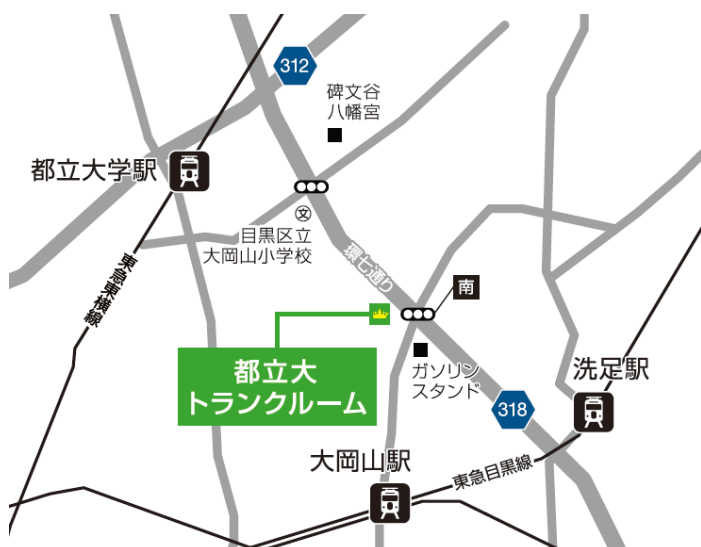 312
碑文谷
八幡宮
都立大学駅
文
目黒区立
大岡山小学校
東急東横線
環七通り
南
都立大
トランクルーム
ガソリン
スタンド
洗足駅
318
大岡山駅
東急目黒線